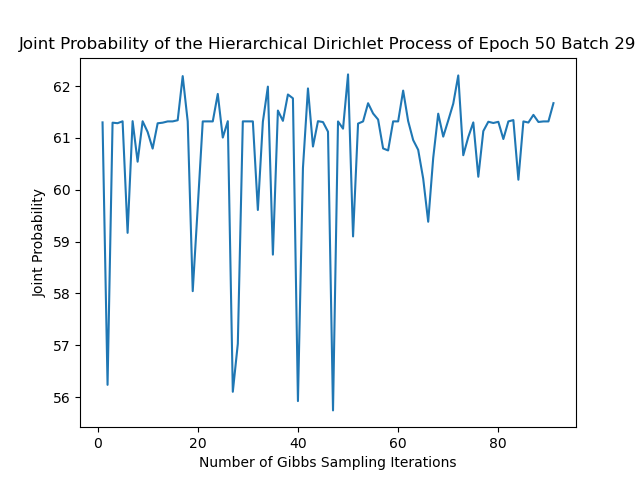 Joint Probability of the Hierarchical Dirichlet Process of Epoch 50 Batch 29
62
61
60
59
58
57
56
Joint Probability
0 20 40 60 80
Number of Gibbs Sampling Iterations